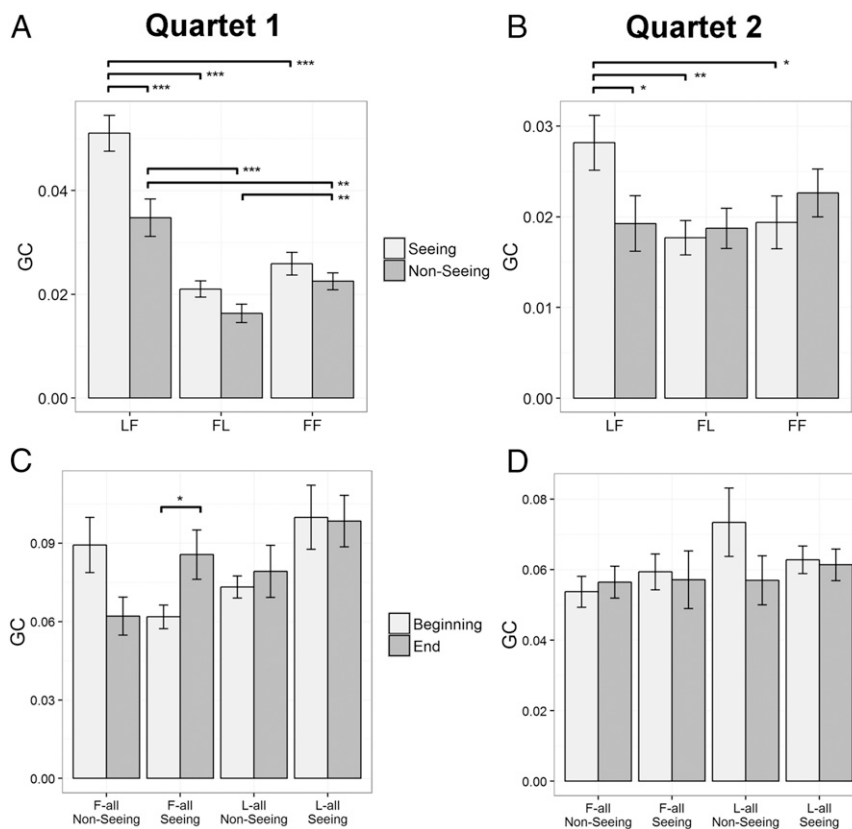 A Quartet 1
B Quartet 2
***
***
***
***
**
**
GC
0.04
0.02
0.00
LF FL FF
Seeing
Non-Seeing
*
**
*
GC
0.03
0.02
0.01
0.00
LF FL FF
C
*
GC
0.09
0.06
0.03
0.00
F-all Non-Seeing
F-all Seeing
L-all Non-Seeing
L-all Seeing
Beginning
End
D
GC
0.08
0.06
0.04
0.02
0.00
F-all Non-Seeing
F-all Seeing
L-all Non-Seeing
L-all Seeing